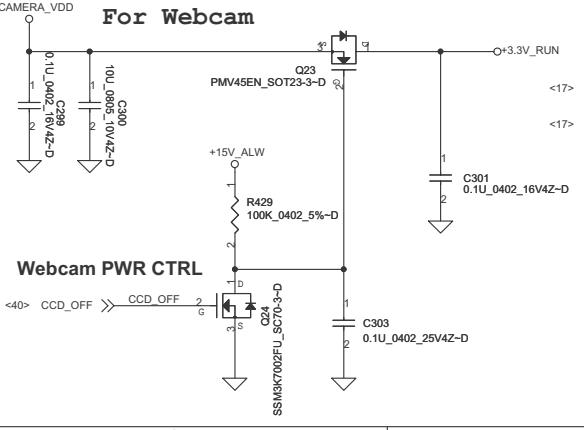 CAMERA_VDD
For Webcam
0.1U_0402_16V4Z~D
C299
1
2
10U_0805_10V4Z~D
C300
1
2
3
S
D
1
G
2
Q23
PMV45EN_SOT23-3~D
+3.3V_RUN
<17>
<17>
1
2
C301
0.1U_0402_16V4Z~D
+15V_ALW
1
2
R429
100K_0402_5%~D
Webcam PWR CTRL
<40> CCD_OFF
CCD_OFF
2
G
1
D
3
S
Q24
SSM3K7002FU_SC70-3~D
1
2
C303
0.1U_0402_25V4Z~D